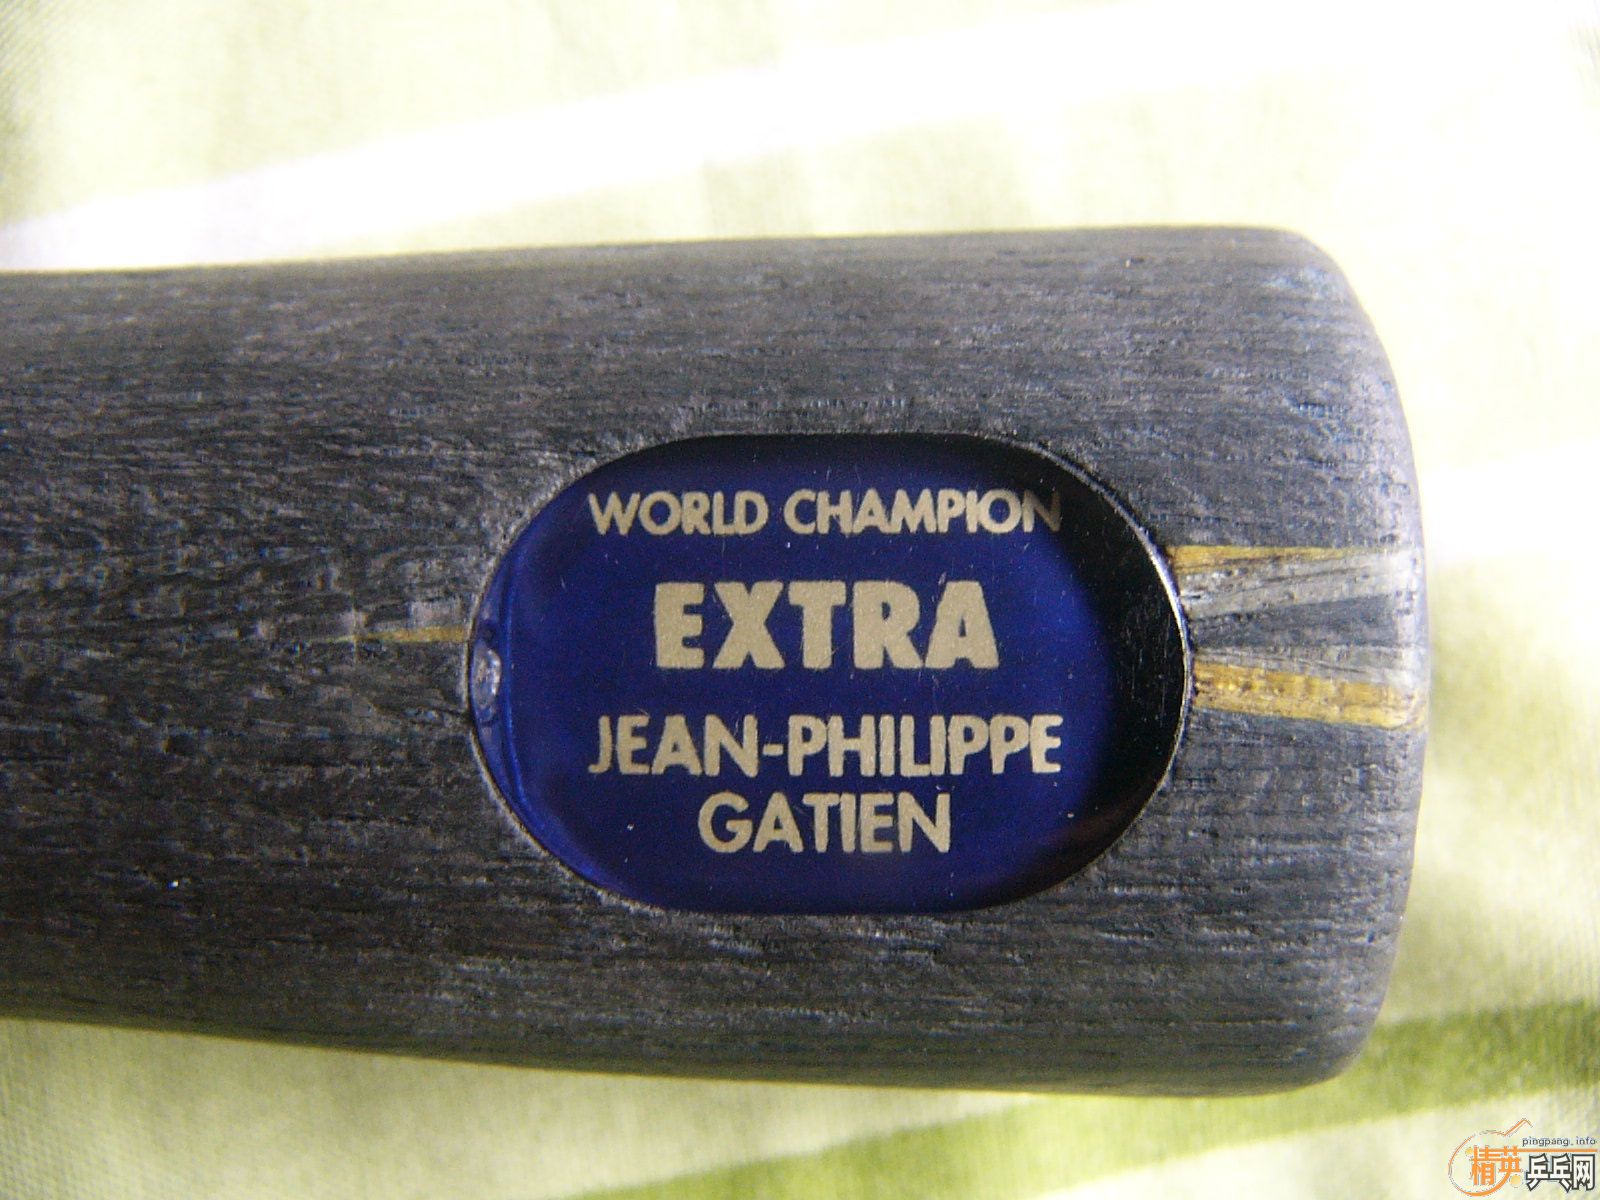 WORLD CHAMPION
EXTRA
JEAN-PHILIPPE
GATIEN
pingpang.info
精英乒乓网